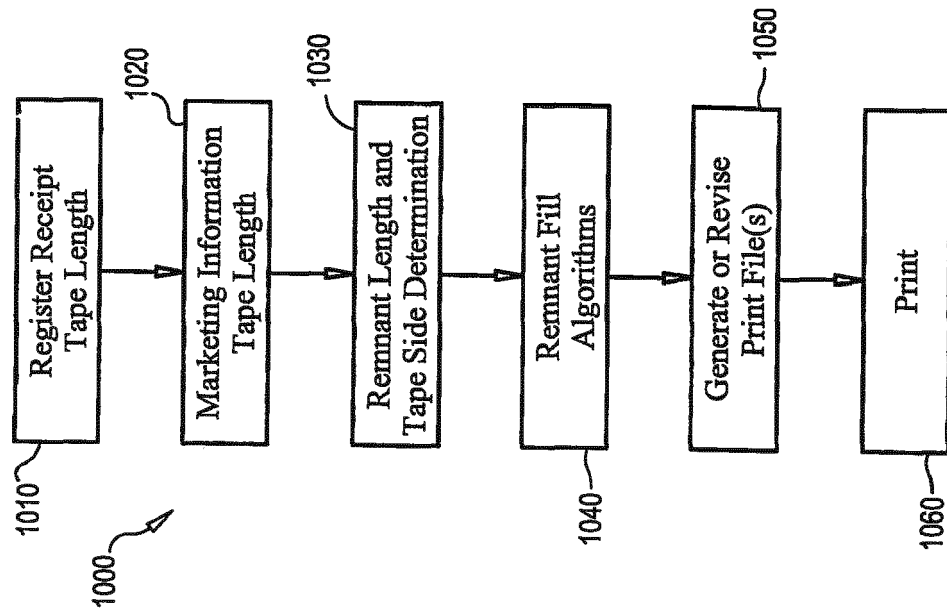 1000
1010
Register Receipt
Tape Length
1020
Marketing Information
Tape Length
1030
Remnant Length and
Tape Side Determination
1040
Remnant Fill
Algorithms
1050
Generate or Revise
Print File(s)
1060
Print